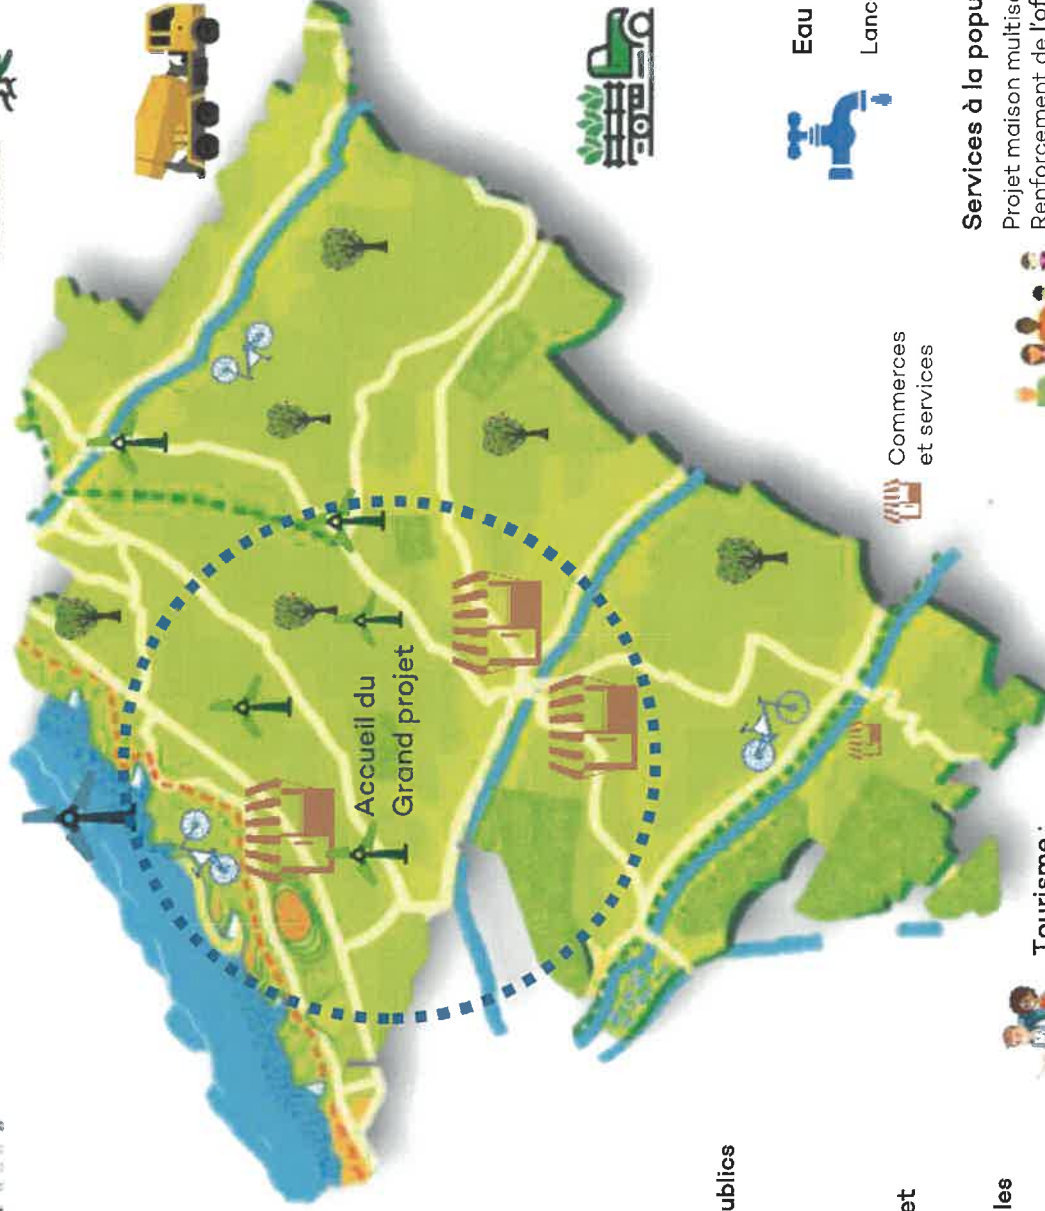 Accueil du
Grand projet
Commerces
et services
Eau
Lanc
Services à la popu
Projet maison multiser
Renforcement de l'of
Tourisme :
ublics
et
les